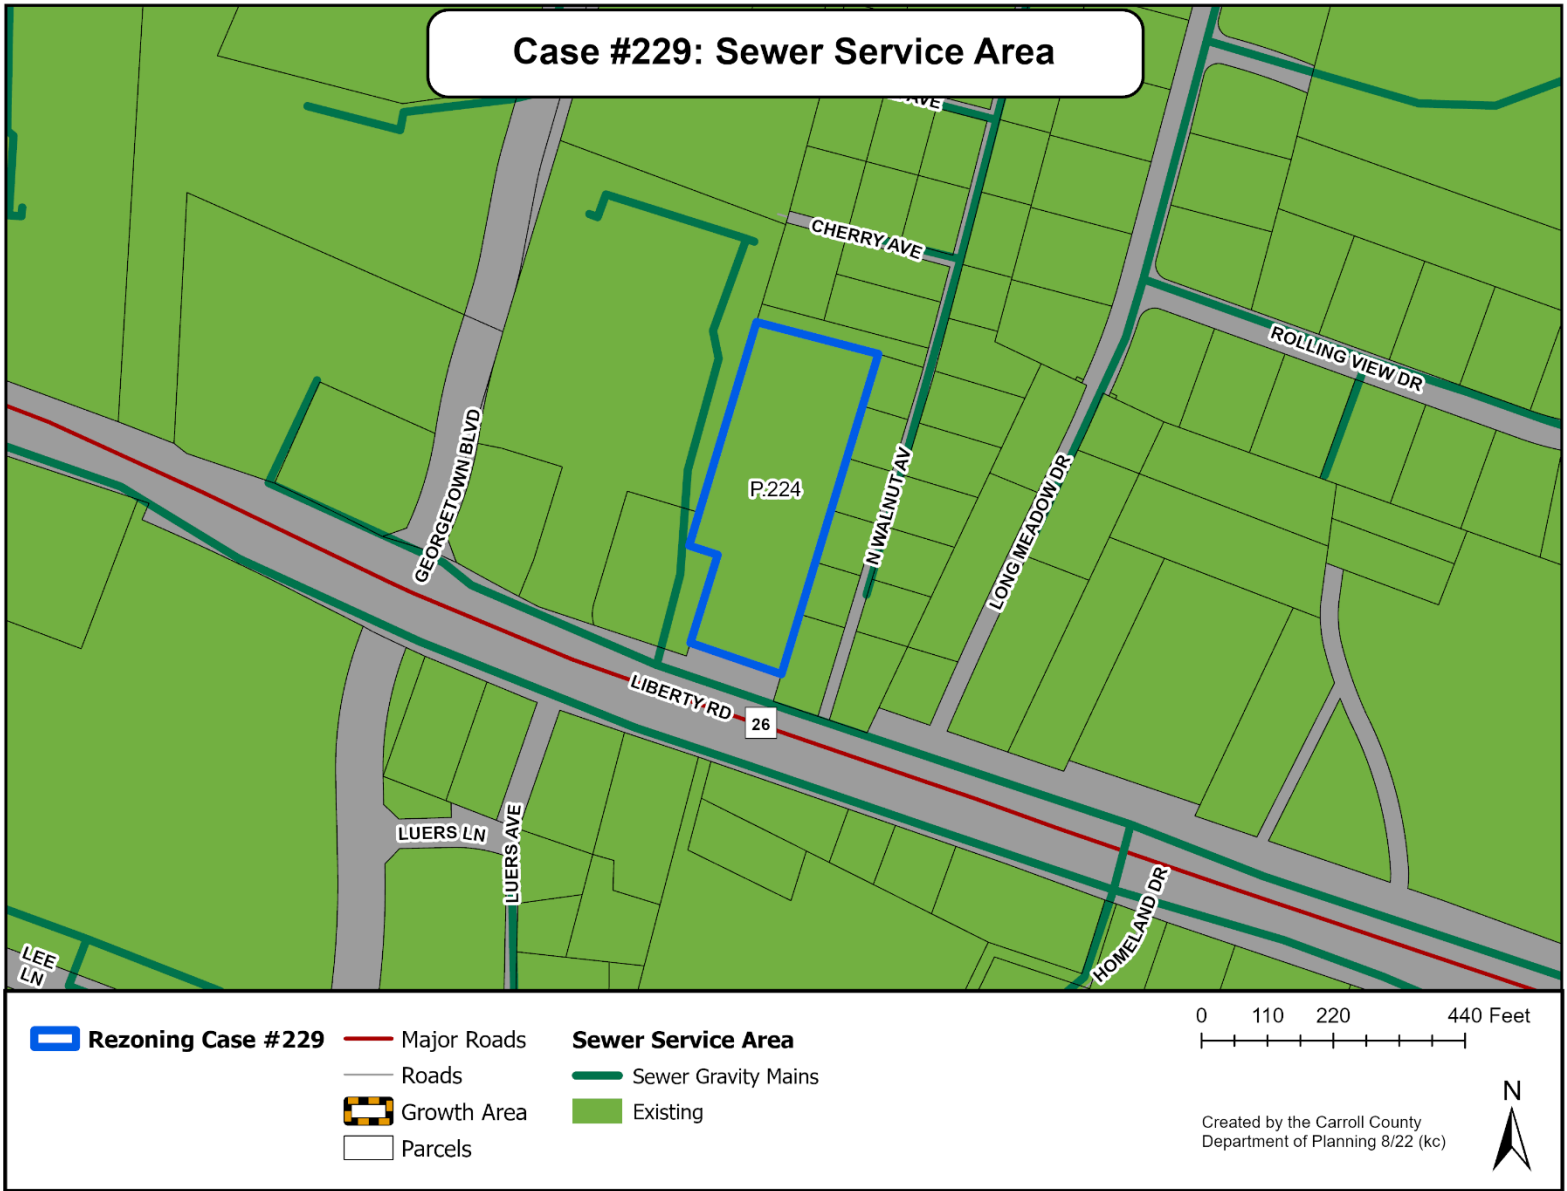 Case #229: Sewer Service Area
AVE
CHERRY AVE
ROLLING VIEW DR
GEORGETOWN BLVD
P.224
N WALNUT AV
LONG MEADOW DR
LIBERTY RD
26
LUERS LN
LUERS AVE
HOMELAND DR
LEE
LN
Rezoning Case #229
Major Roads
Roads
Growth Area
Parcels
Sewer Service Area
Sewer Gravity Mains
Existing
0 110 220 440 Feet
N
Created by the Carroll County
Department of Planning 8/22 (kc)